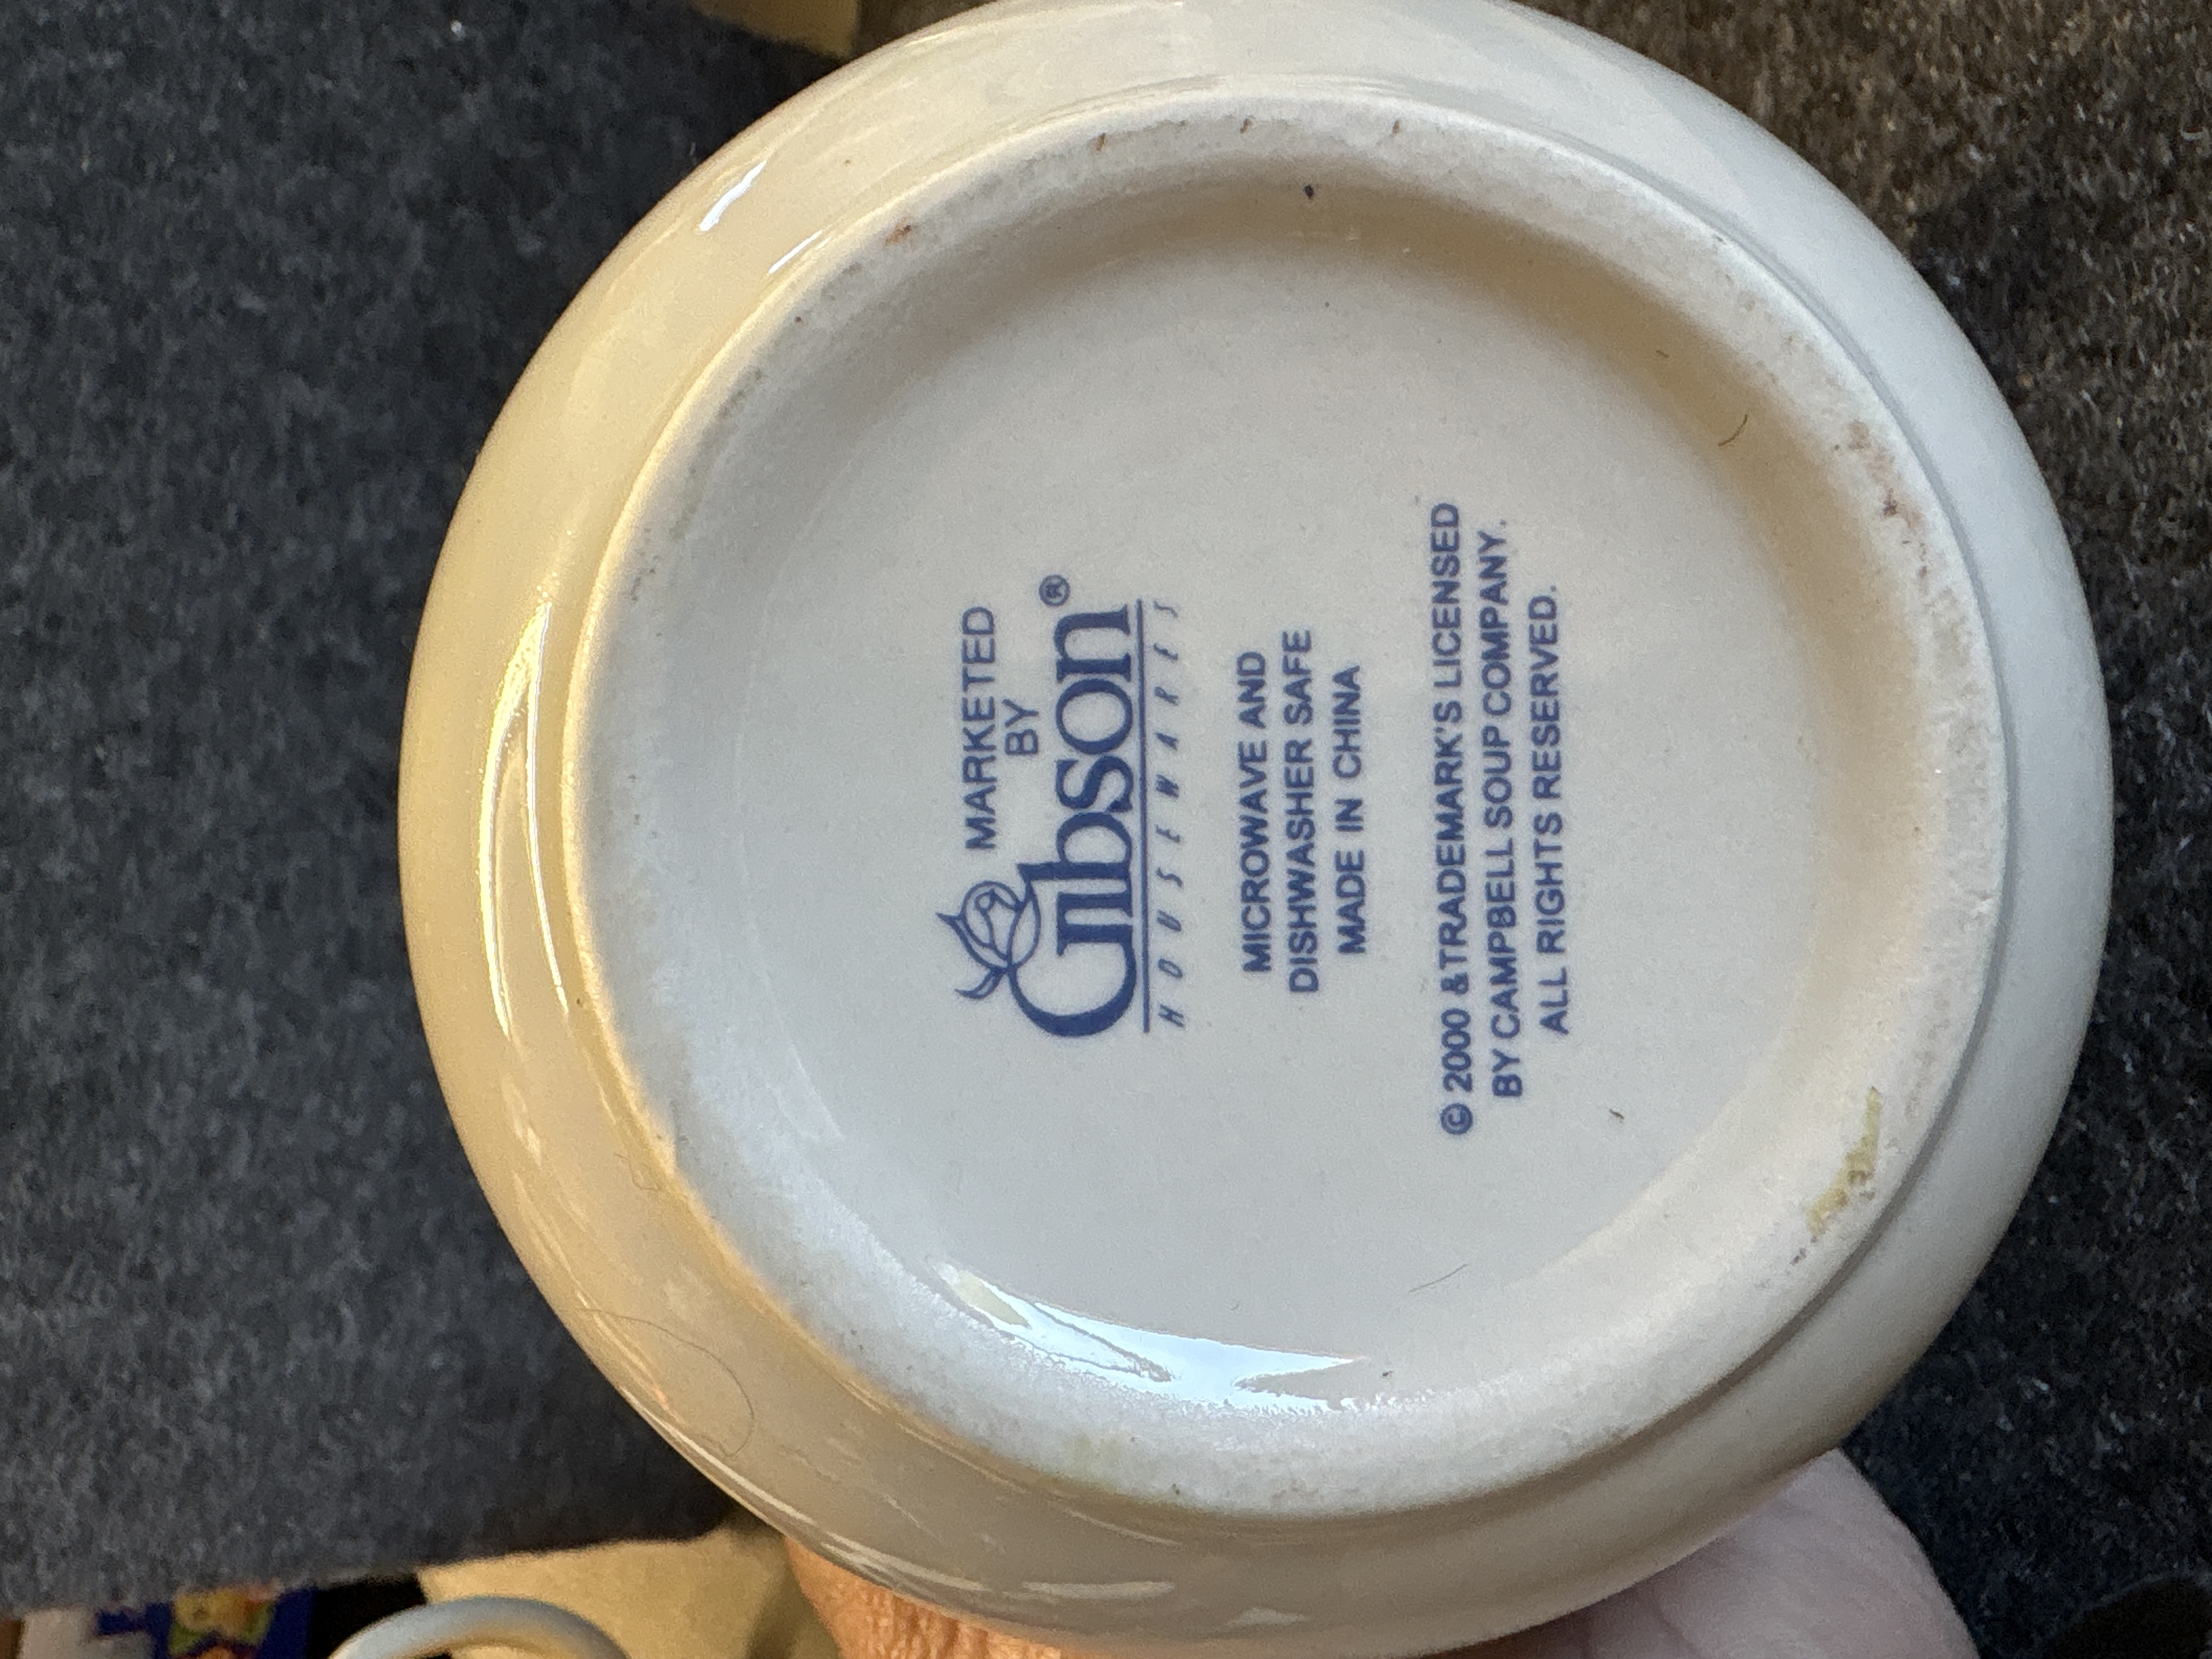 MARKETED
BY
Gibson®
HOUSEWARES
MICROWAVE AND
DISHWASHER SAFE
MADE IN CHINA
© 2000 & TRADEMARK'S LICENSED
BY CAMPBELL SOUP COMPANY.
ALL RIGHTS RESERVED.